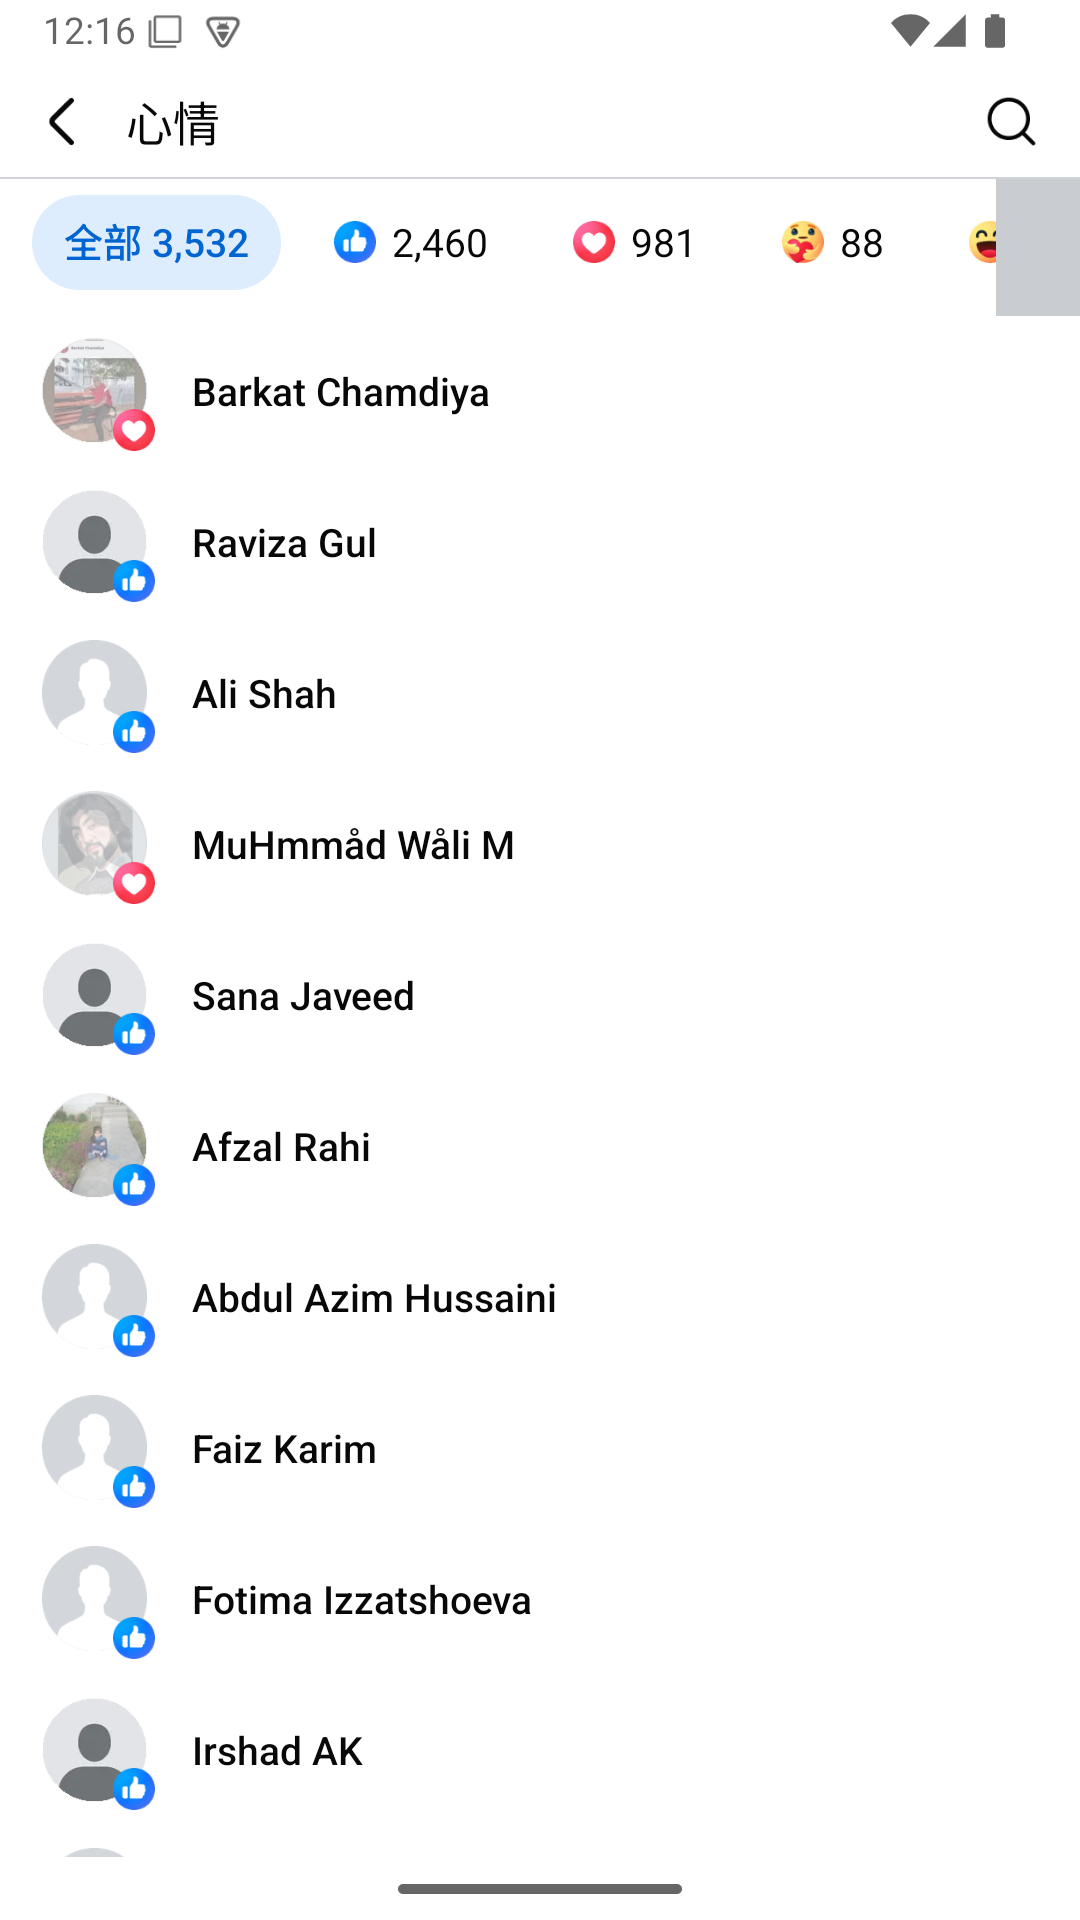 12:16
心情
全部 3,532 2,460 981 88
Barkat Chamdiya
Raviza Gul
Ali Shah
MuHmmåd Wåli M
Sana Javeed
Afzal Rahi
Abdul Azim Hussaini
Faiz Karim
Fotima Izzatshoeva
Irshad AK